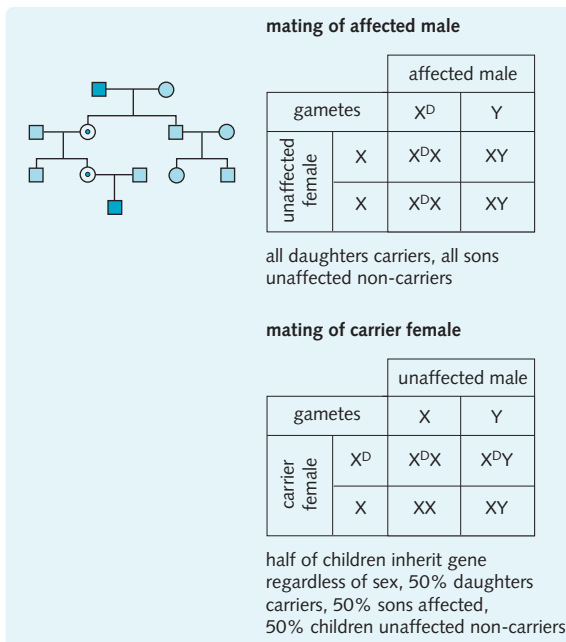 mating of affected male
affected male
gametes X^D Y
unaffected
female
X X^DX XY
X X^DX XY
all daughters carriers, all sons
unaffected non-carriers
mating of carrier female
unaffected male
gametes X Y
carrier
female
X^D X^DX X^DY
X XX XY
half of children inherit gene
regardless of sex, 50% daughters
carriers, 50% sons affected,
50% children unaffected non-carriers